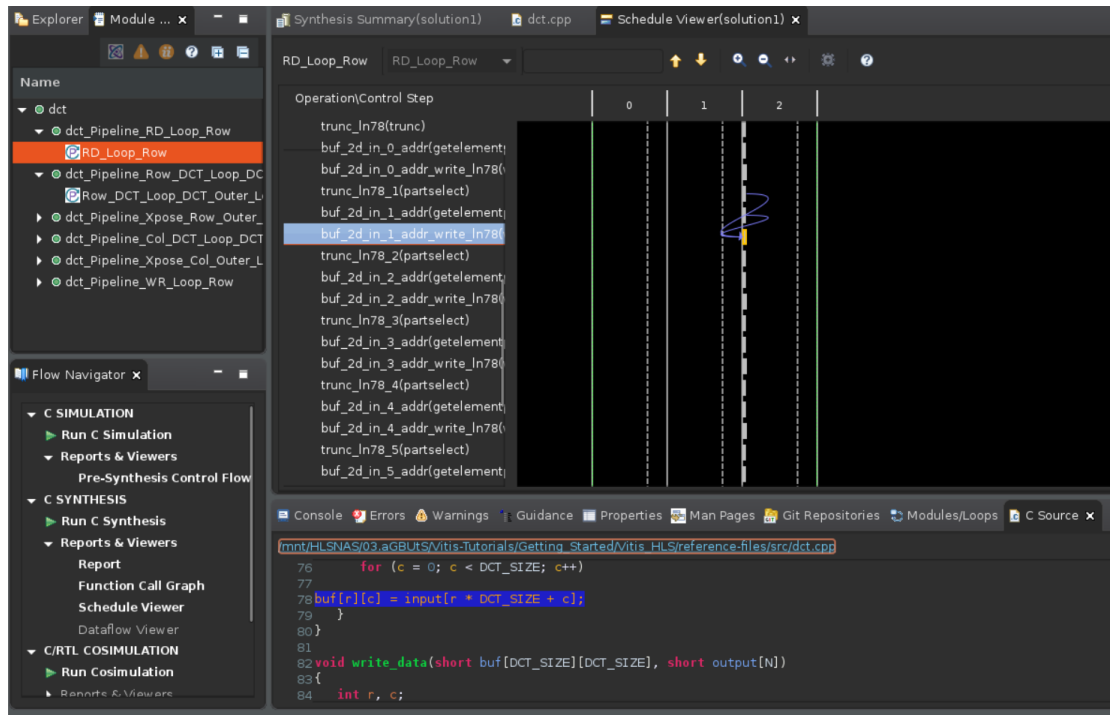 Explorer Module ...
Name
dct
dct_Pipeline_RD_Loop_Row
RD_Loop_Row
dct_Pipeline_Row_DCT_Loop_DC
Row_DCT_Loop_DCT_Outer_L
dct_Pipeline_Xpose_Row_Outer_
dct_Pipeline_Col_DCT_Loop_DCT
dct_Pipeline_Xpose_Col_Outer_L
dct_Pipeline_WR_Loop_Row
Flow Navigator
C SIMULATION
Run C Simulation
Reports & Viewers
Pre-Synthesis Control Flow
C SYNTHESIS
Run C Synthesis
Reports & Viewers
Report
Function Call Graph
Schedule Viewer
Dataflow Viewer
C/RTL COSIMULATION
Run Cosimulation
Reports & Viewers
Synthesis Summary(solution1) dct.cpp Schedule Viewer(solution1)
RD_Loop_Row RD_Loop_Row
Operation\Control Step 0 1 2
trunc_ln78(trunc)
buf_2d_in_0_addr(getelement
buf_2d_in_0_addr_write_ln78(
trunc_ln78_1(partselect)
buf_2d_in_1_addr(getelement
buf_2d_in_1_addr_write_ln78(
trunc_ln78_2(partselect)
buf_2d_in_2_addr(getelement
buf_2d_in_2_addr_write_ln78(
trunc_ln78_3(partselect)
buf_2d_in_3_addr(getelement
buf_2d_in_3_addr_write_ln78(
trunc_ln78_4(partselect)
buf_2d_in_4_addr(getelement
buf_2d_in_4_addr_write_ln78(
trunc_ln78_5(partselect)
buf_2d_in_5_addr(getelement
Console Errors Warnings Guidance Properties Man Pages Git Repositories Modules/Loops C Source
/mnt/HLSNAS/03.aGBUtS/Vitis-Tutorials/Getting_Started/Vitis_HLS/reference-files/src/dct.cpp
76 for (c = 0; c < DCT_SIZE; c++)
77
78 buf[r][c] = input[r * DCT_SIZE + c];
79 }
80 }
81
82 void write_data(short buf[DCT_SIZE][DCT_SIZE], short output[N])
83 {
84 int r, c;